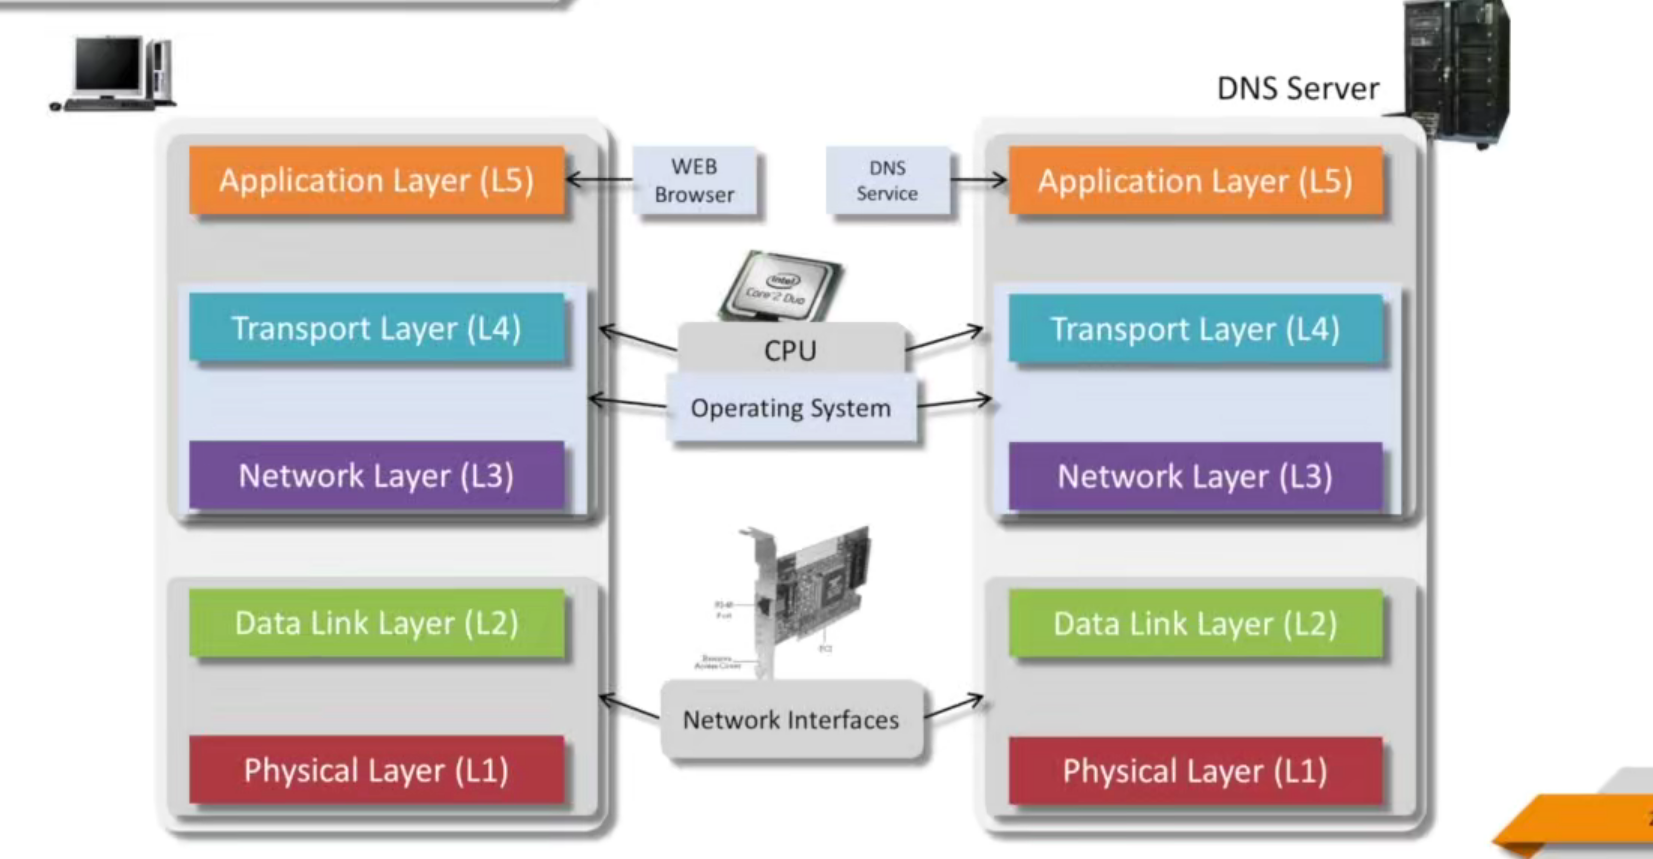 DNS Server
Application Layer (L5)
WEB
Browser
DNS
Service
Application Layer (L5)
intel
Core 2 Duo
Transport Layer (L4)
CPU
Transport Layer (L4)
Operating System
Network Layer (L3)
Network Layer (L3)
Data Link Layer (L2)
PCI
Data Link Layer (L2)
Network Interfaces
Physical Layer (L1)
Physical Layer (L1)